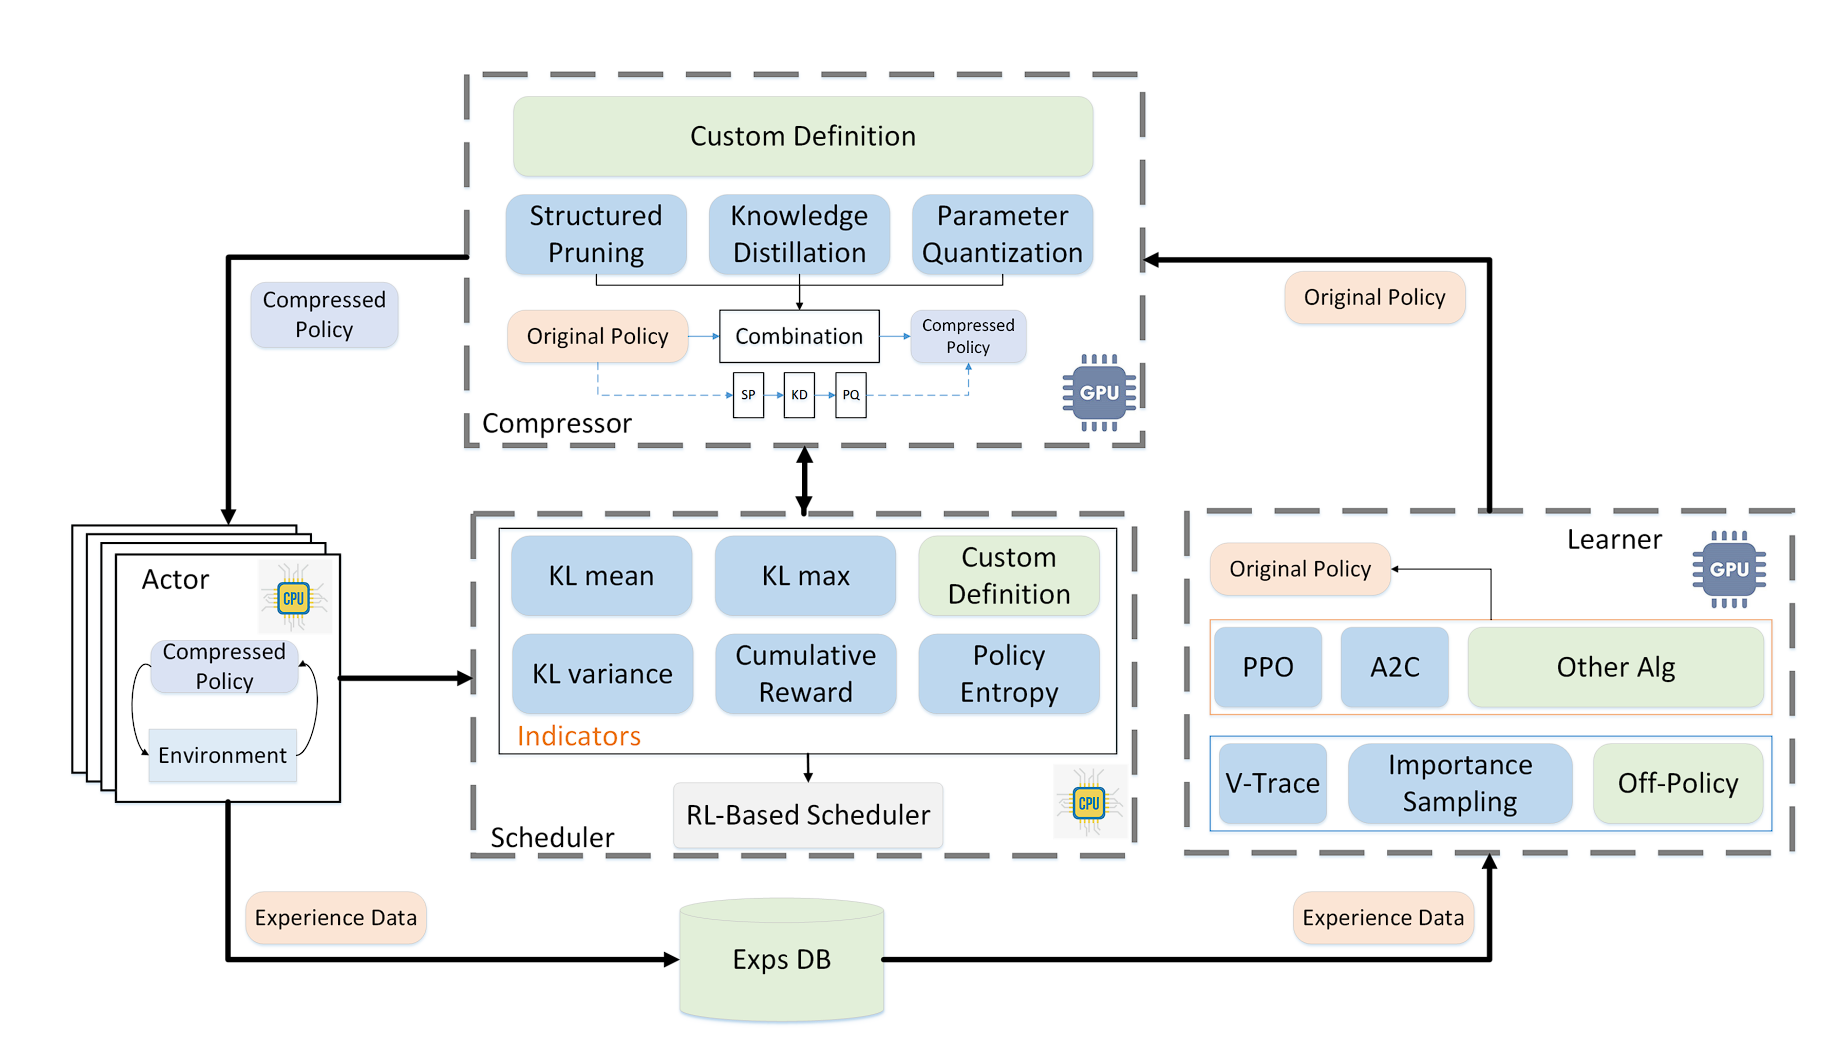 Custom Definition
Structured
Pruning
Knowledge
Distillation
Parameter
Quantization
Original Policy
Combination
Compressed
Policy
SP
KD
PQ
GPU
Compressor
Compressed
Policy
Original Policy
Actor
CPU
Compressed
Policy
Environment
KL mean
KL max
Custom
Definition
KL variance
Cumulative
Reward
Policy
Entropy
Indicators
RL-Based Scheduler
CPU
Scheduler
Learner
GPU
Original Policy
PPO
A2C
Other Alg
V-Trace
Importance
Sampling
Off-Policy
Experience Data
Exps DB
Experience Data